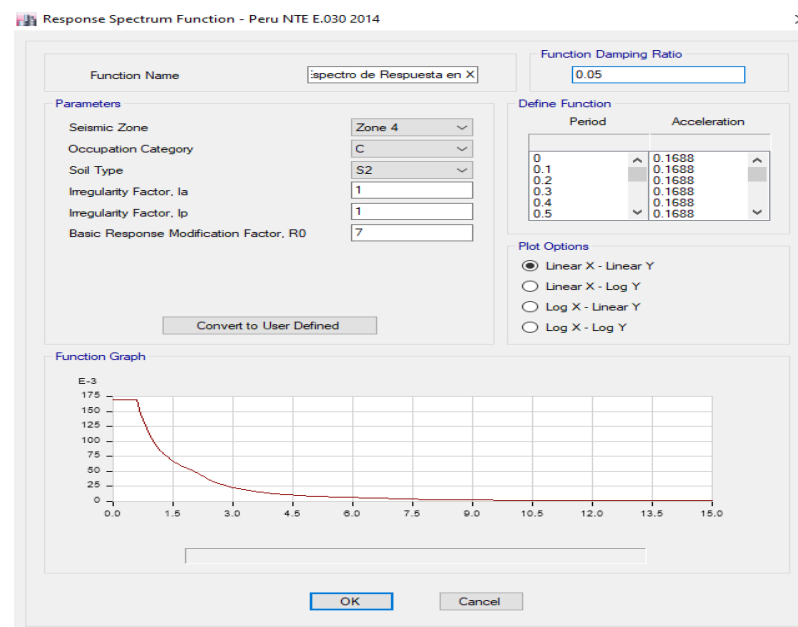 Response Spectrum Function - Peru NTE E.030 2014
Function Name
:spectro de Respuesta en X
Function Damping Ratio
0.05
Parameters
Seismic Zone
Zone 4
Occupation Category
C
Soil Type
S2
Irregularity Factor, Ia
1
Irregularity Factor, Ip
1
Basic Response Modification Factor, R0
7
Convert to User Defined
Define Function
Period Acceleration
0 0.1688
0.1 0.1688
0.2 0.1688
0.3 0.1688
0.4 0.1688
0.5 0.1688
Plot Options
Linear X - Linear Y
Linear X - Log Y
Log X - Linear Y
Log X - Log Y
Function Graph
E-3
175
150
125
100
75
50
25
0
0.0 1.5 3.0 4.5 6.0 7.5 9.0 10.5 12.0 13.5 15.0
OK Cancel